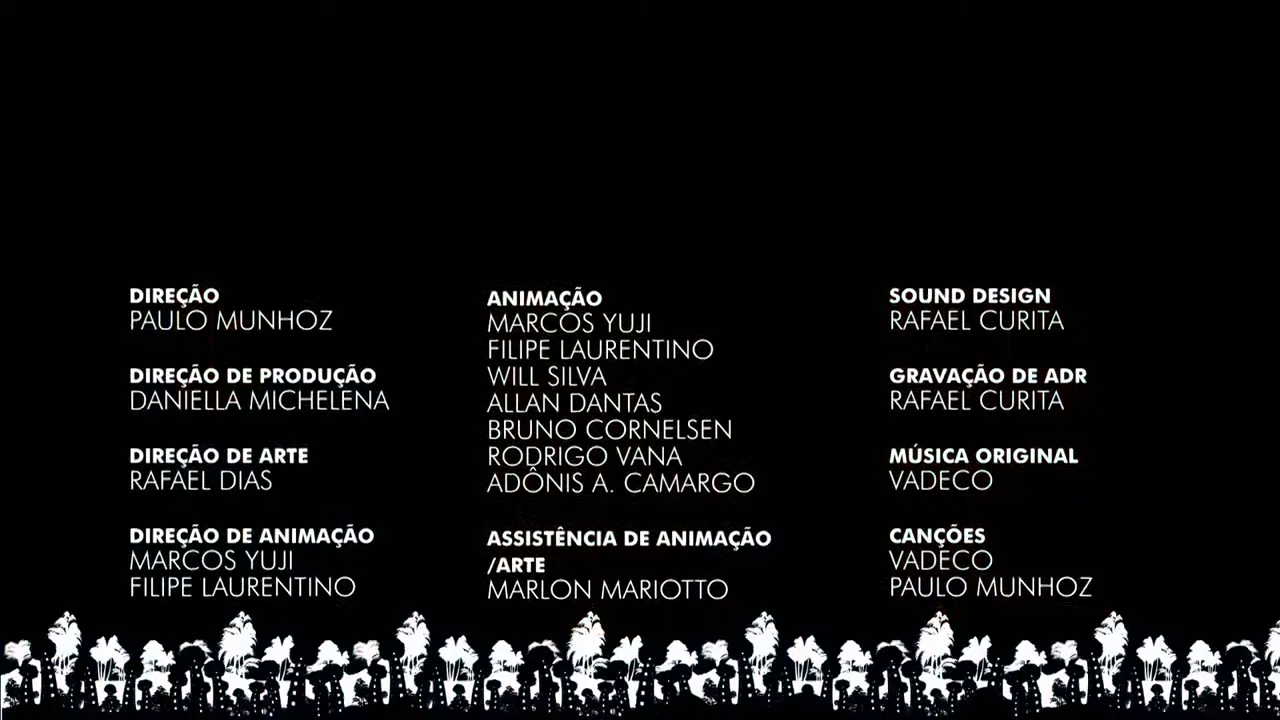 DIREÇÃO
PAULO MUNHOZ
DIREÇÃO DE PRODUÇÃO
DANIELLA MICHELENA
DIREÇÃO DE ARTE
RAFAEL DIAS
DIREÇÃO DE ANIMAÇÃO
MARCOS YUJI
FILIPE LAURENTINO
ANIMAÇÃO
MARCOS YUJI
FILIPE LAURENTINO
WILL SILVA
ALLAN DANTAS
BRUNO CORNELSEN
RODRIGO VANA
ADÔNIS A. CAMARGO
ASSISTÊNCIA DE ANIMAÇÃO
/ARTE
MARLON MARIOTTO
SOUND DESIGN
RAFAEL CURITA
GRAVAÇÃO DE ADR
RAFAEL CURITA
MÚSICA ORIGINAL
VADECO
CANÇÕES
VADECO
PAULO MUNHOZ